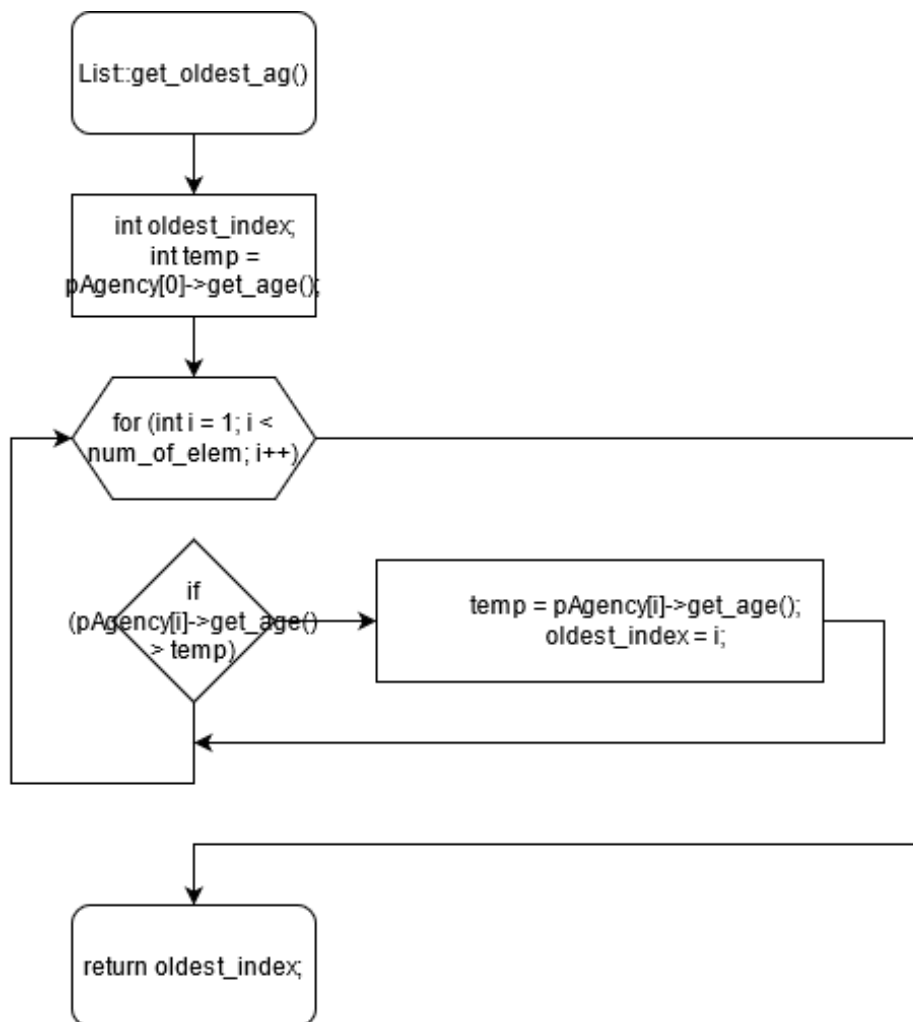 List::get_oldest_ag()
int oldest_index;
int temp =
pAgency[0]->get_age();
for (int i = 1; i <
num_of_elem; i++)
if
(pAgency[i]->get_age()
> temp)
temp = pAgency[i]->get_age();
oldest_index = i;
return oldest_index;